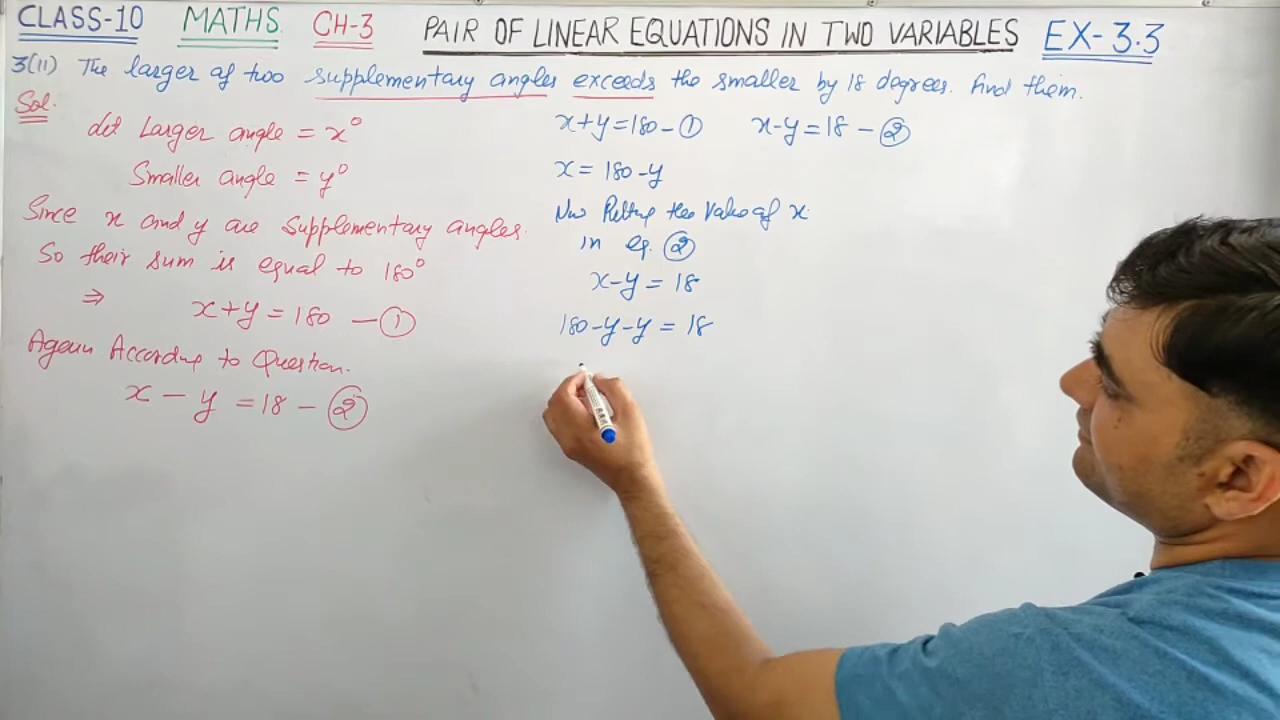 CLASS-10 MATHS CH-3 PAIR OF LINEAR EQUATIONS IN TWO VARIABLES EX-3.3
3(ii) The larger of two supplementary angles exceeds the smaller by 18 degrees. find them.
Sol.
Let Larger angle = x°
Smaller angle = y°
Since x and y are supplementary angles.
So their sum is equal to 180°
⇒ x+y = 180 — ①
Again According to Question.
x - y = 18 - ②
x+y=180 - ① x-y=18 - ②
x = 180-y
Now Putting the Value of x
in eq. ②
x-y = 18
180-y-y = 18